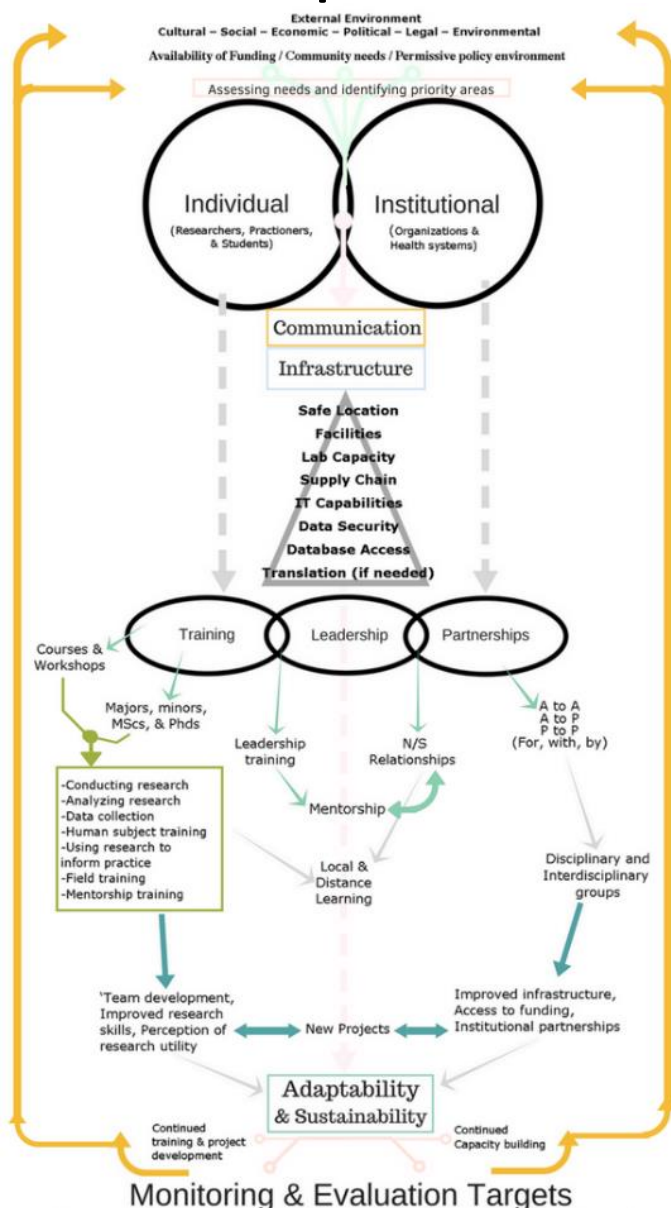 External Environment
Cultural – Social – Economic – Political – Legal – Environmental
Availability of Funding / Community needs / Permissive policy environment
Assessing needs and identifying priority areas
Individual
(Researchers, Practioners,
& Students)
Institutional
(Organizations &
Health systems)
Communication
Infrastructure
Safe Location
Facilities
Lab Capacity
Supply Chain
IT Capabilities
Data Security
Database Access
Translation (if needed)
Training
Leadership
Partnerships
Courses &
Workshops
Majors, minors,
MScs, & Phds
Leadership
training
N/S
Relationships
A to A
A to P
P to P
(For, with, by)
Mentorship
-Conducting research
-Analyzing research
-Data collection
-Human subject training
-Using research to
inform practice
-Field training
-Mentorship training
Local &
Distance
Learning
Disciplinary and
Interdisciplinary
groups
'Team development,
Improved research
skills, Perception of
research utility
New Projects
Improved infrastructure,
Access to funding,
Institutional partnerships
Adaptability
& Sustainability
Continued
training & project
development
Continued
Capacity building
Monitoring & Evaluation Targets